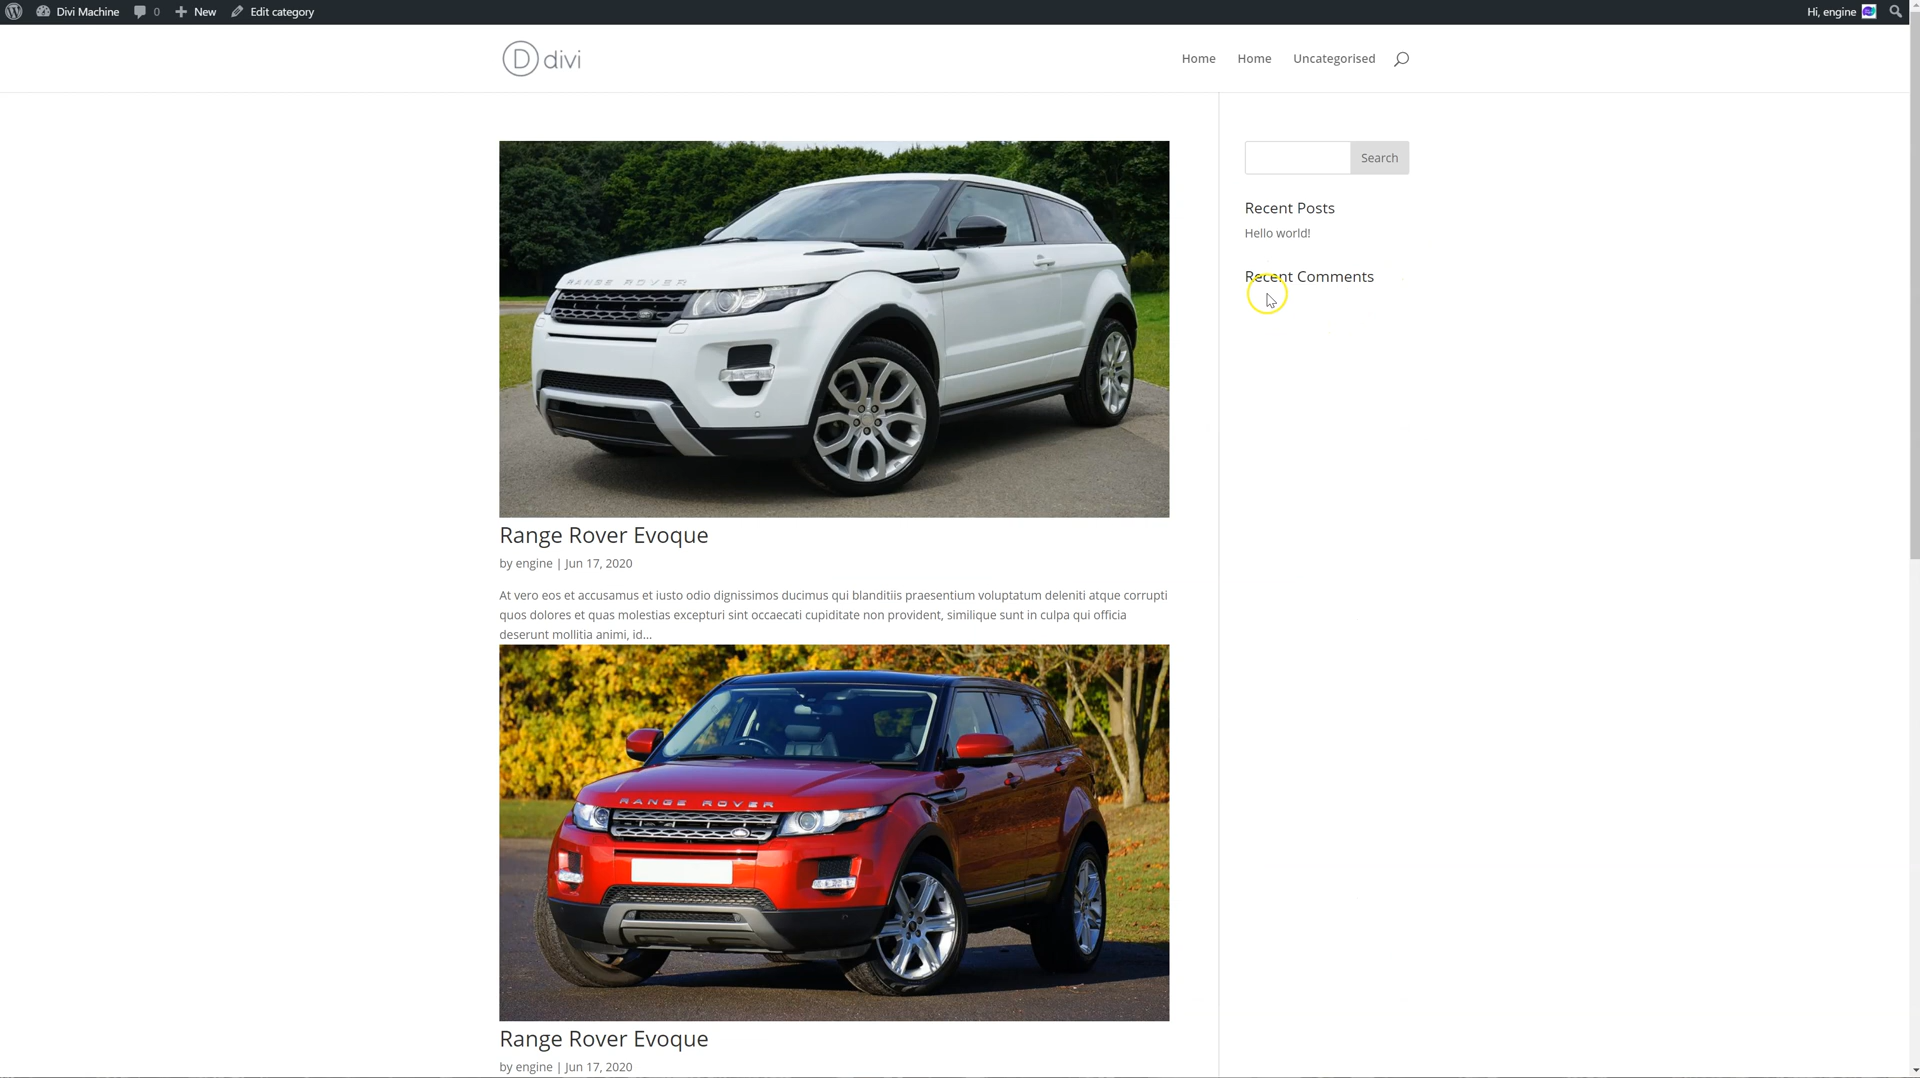 Divi Machine 0 New Edit category Hi, engine
D divi
Home Home Uncategorised
Search
Recent Posts
Hello world!
Recent Comments
RANGE ROVER
Range Rover Evoque
by engine | Jun 17, 2020
At vero eos et accusamus et iusto odio dignissimos ducimus qui blanditiis praesentium voluptatum deleniti atque corrupti
quos dolores et quas molestias excepturi sint occaecati cupiditate non provident, similique sunt in culpa qui officia
deserunt mollitia animi, id...
RANGE ROVER
Range Rover Evoque
by engine | Jun 17, 2020